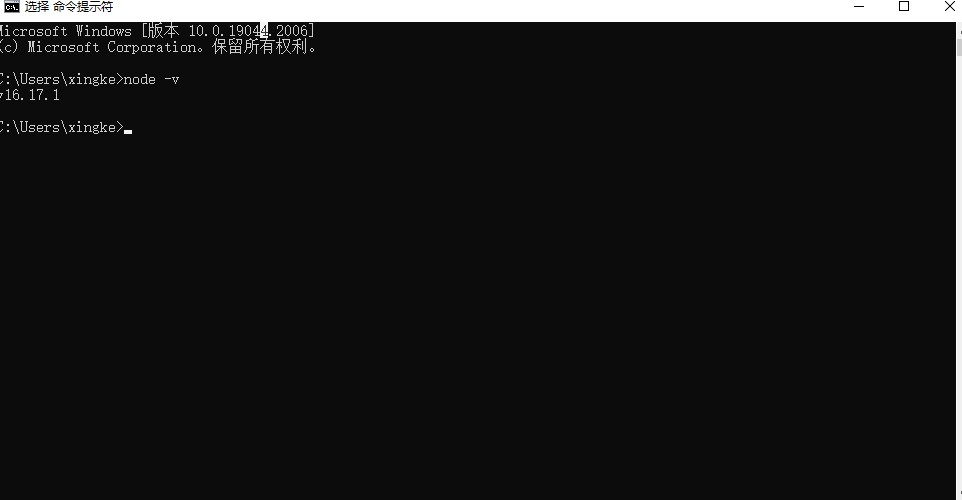 选择 命令提示符
Microsoft Windows [版本 10.0.19044.2006]
(c) Microsoft Corporation。保留所有权利。
C:\Users\xingke>node -v
v16.17.1
C:\Users\xingke>